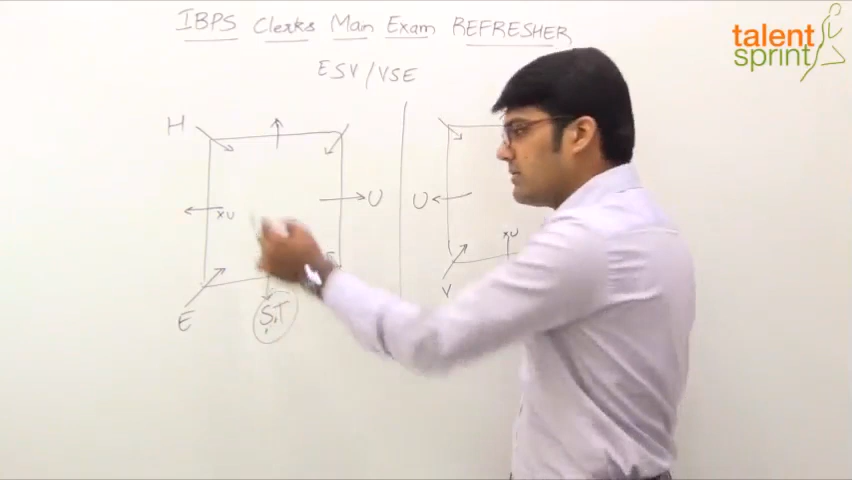 IBPS Clerks Main Exam REFRESHER
talent
sprint
ESV/VSE
H
U
U
xU
xU
V
E
S,T